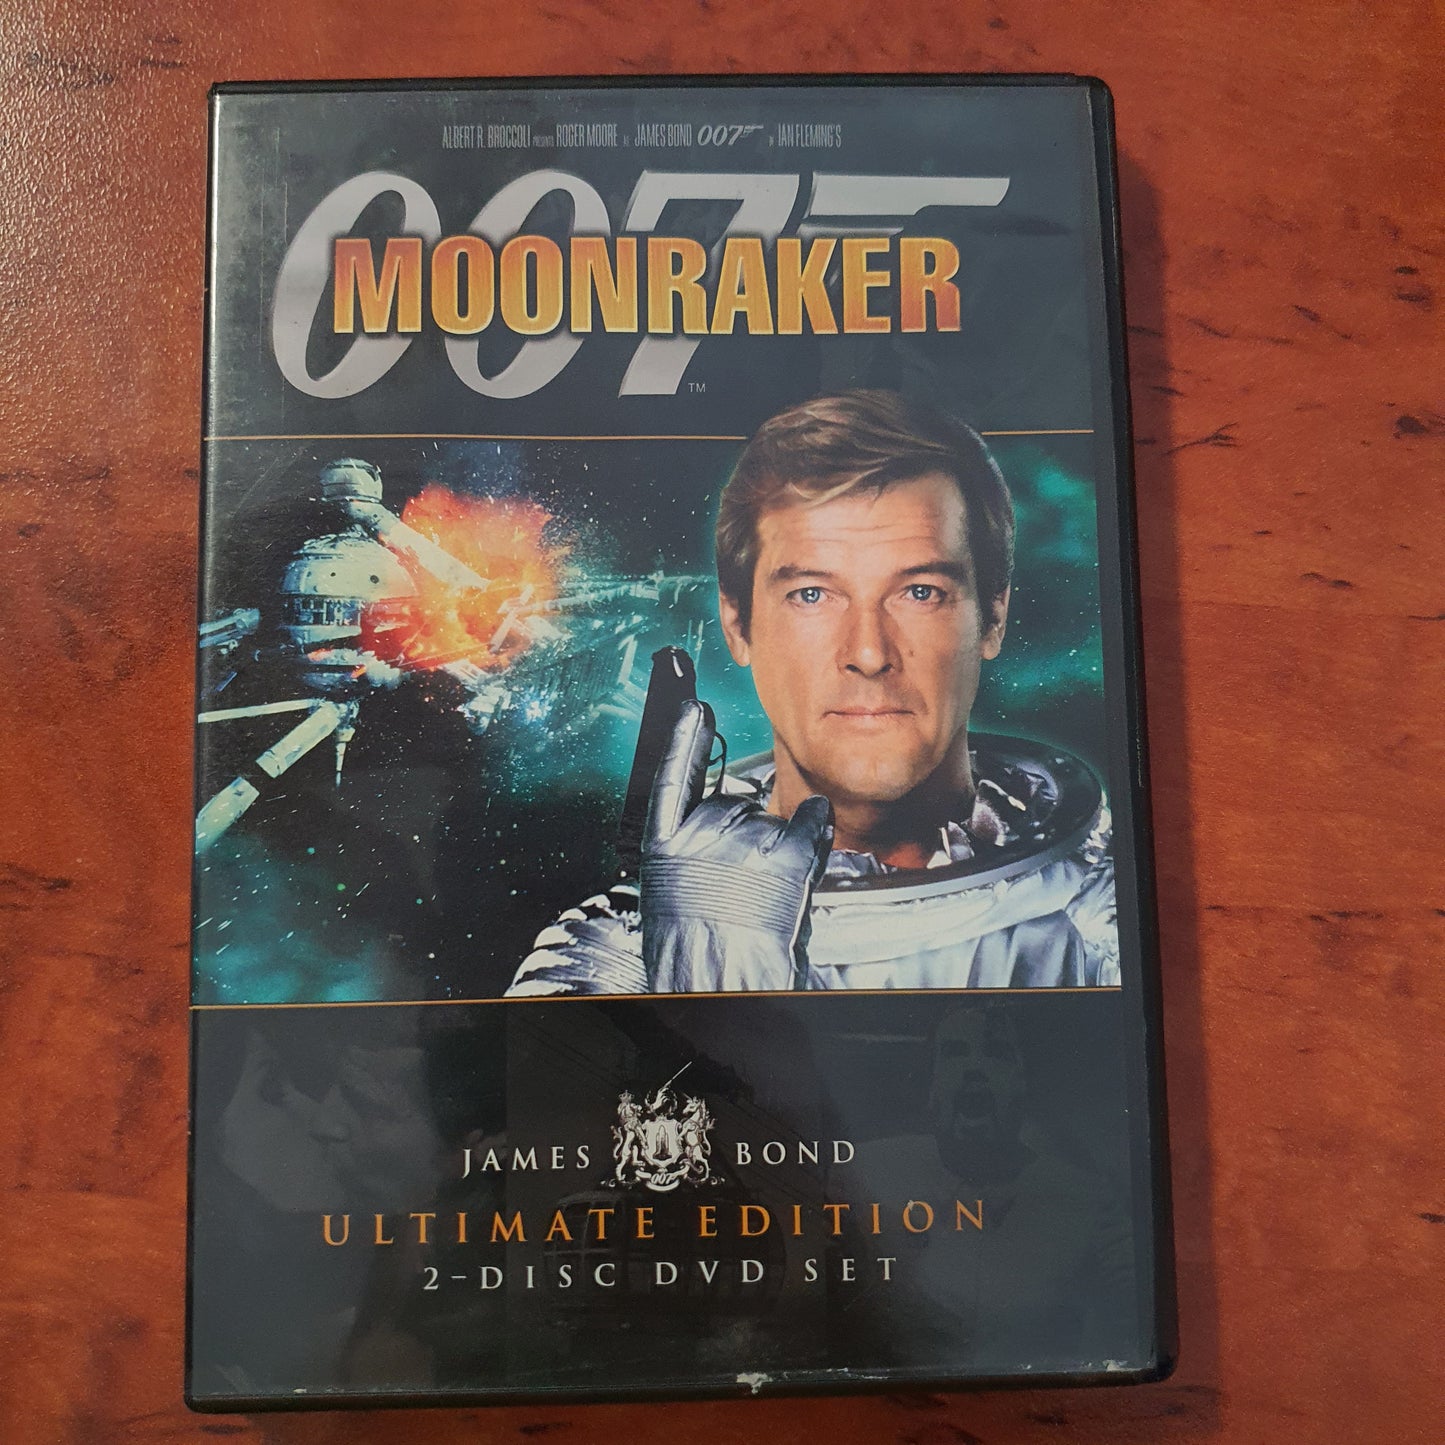 ALBERT R. BROCCOLI PRESENTS ROGER MOORE AS JAMES BOND 007 IN IAN FLEMING'S
007
MOONRAKER
TM
JAMES BOND
007
ULTIMATE EDITION
2-DISC DVD SET